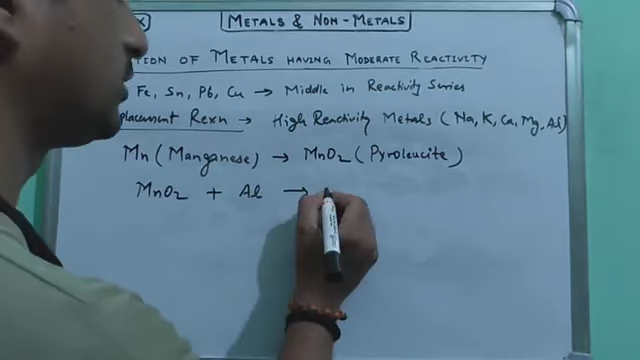 METALS & NON-METALS
TION OF METALS HAVING MODERATE REACTIVITY
Fe, Sn, Pb, Cu → Middle in Reactivity Series
placement Rexn → High Reactivity Metals (Na, K, Ca, Mg, Al)
Mn (Manganese) → MnO2 (Pyroleucite)
MnO2 + Al →